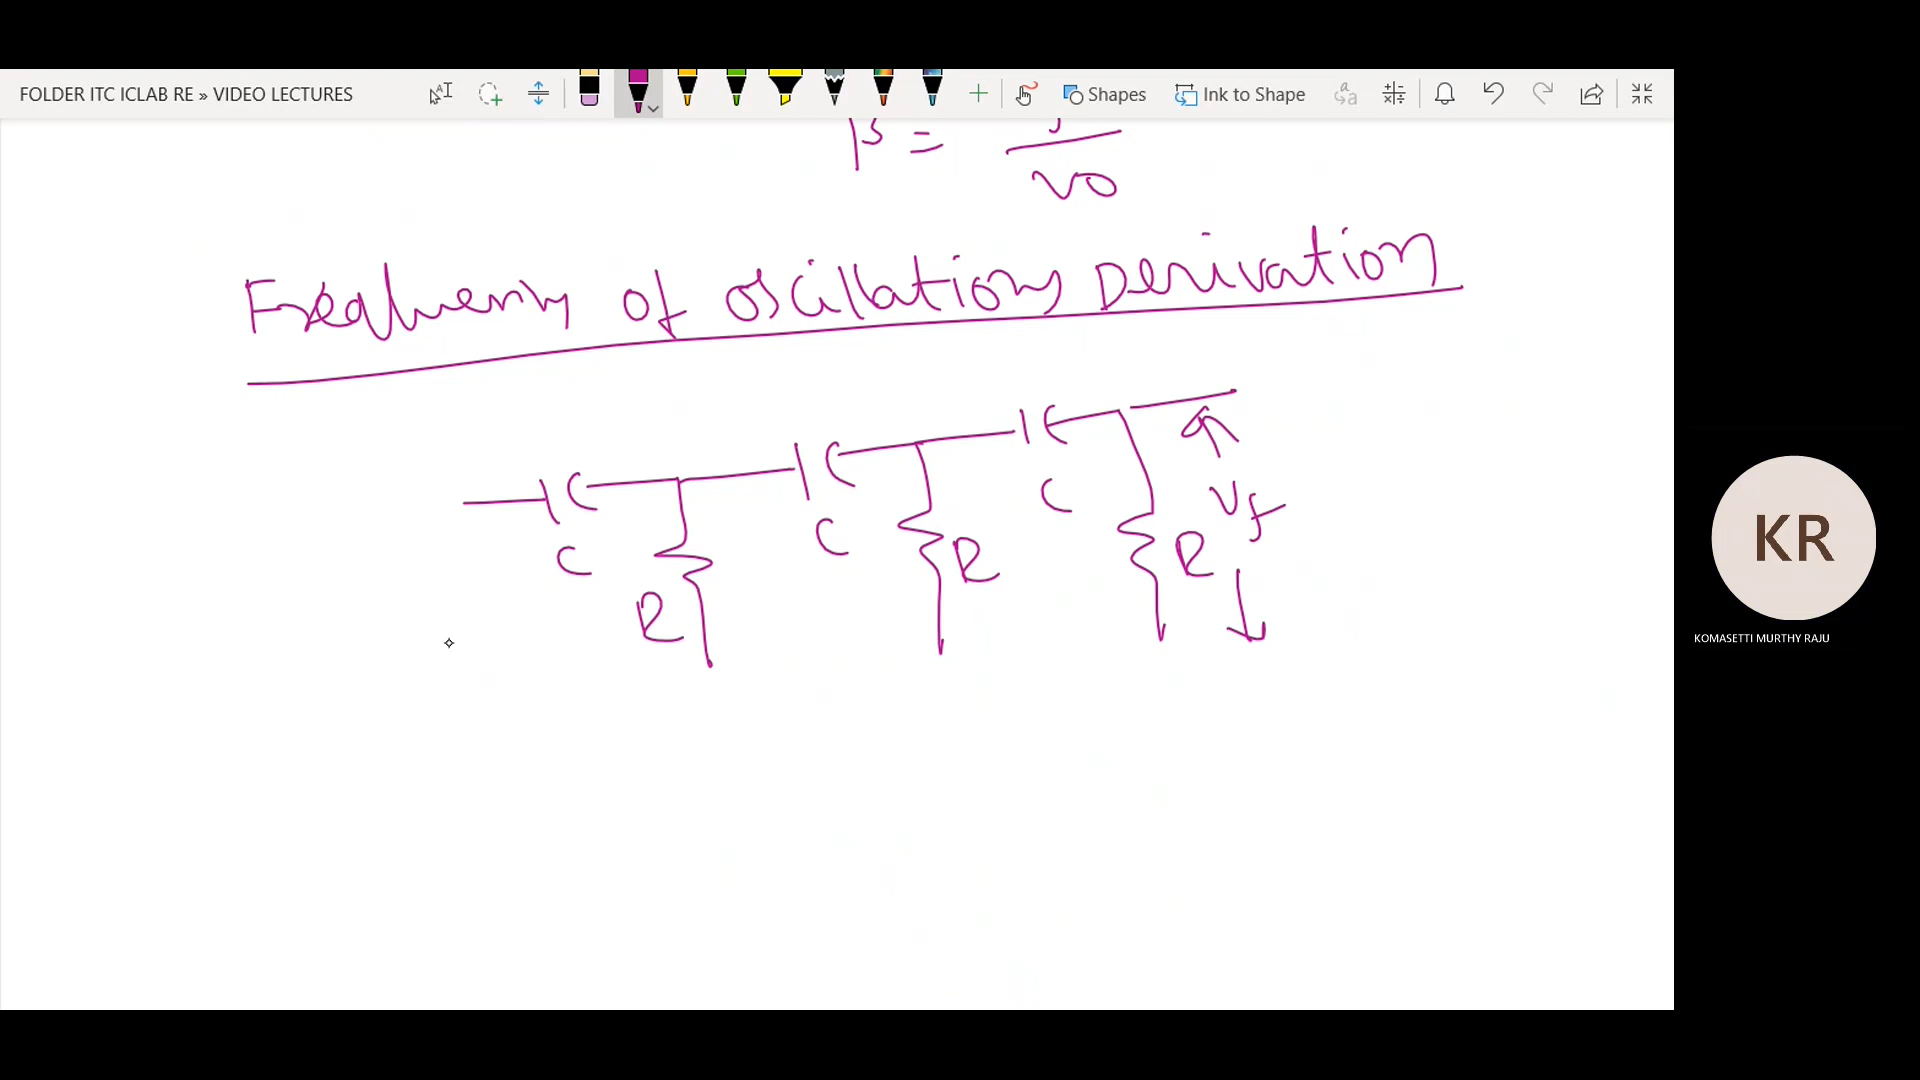 FOLDER ITC ICLAB RE » VIDEO LECTURES
Shapes
Ink to Shape
β =
vo
Frequency of oscillations Derivation
C C C
R R R
Vf
KR
KOMASETTI MURTHY RAJU